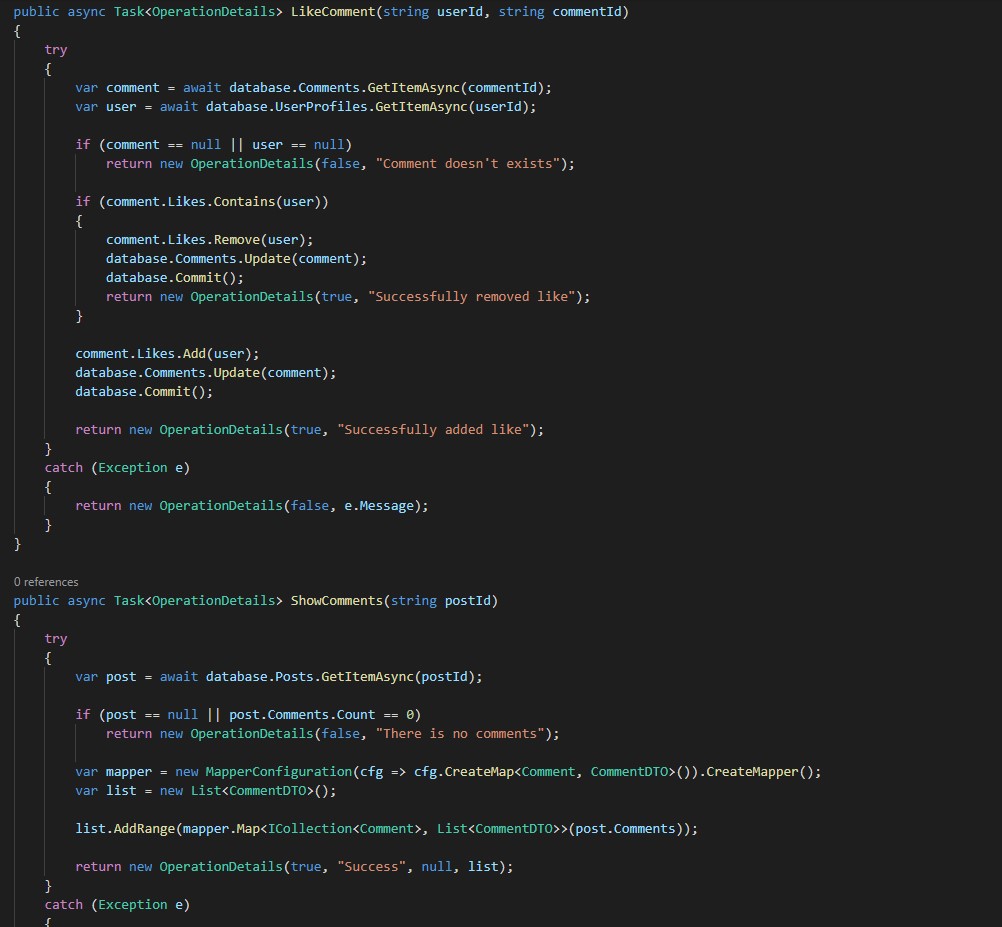 public async Task<OperationDetails> LikeComment(string userId, string commentId)
{
try
{
var comment = await database.Comments.GetItemAsync(commentId);
var user = await database.UserProfiles.GetItemAsync(userId);
if (comment == null || user == null)
return new OperationDetails(false, "Comment doesn't exists");
if (comment.Likes.Contains(user))
{
comment.Likes.Remove(user);
database.Comments.Update(comment);
database.Commit();
return new OperationDetails(true, "Successfully removed like");
}
comment.Likes.Add(user);
database.Comments.Update(comment);
database.Commit();
return new OperationDetails(true, "Successfully added like");
}
catch (Exception e)
{
return new OperationDetails(false, e.Message);
}
}
0 references
public async Task<OperationDetails> ShowComments(string postId)
{
try
{
var post = await database.Posts.GetItemAsync(postId);
if (post == null || post.Comments.Count == 0)
return new OperationDetails(false, "There is no comments");
var mapper = new MapperConfiguration(cfg => cfg.CreateMap<Comment, CommentDTO>()).CreateMapper();
var list = new List<CommentDTO>();
list.AddRange(mapper.Map<ICollection<Comment>, List<CommentDTO>>(post.Comments));
return new OperationDetails(true, "Success", null, list);
}
catch (Exception e)
{